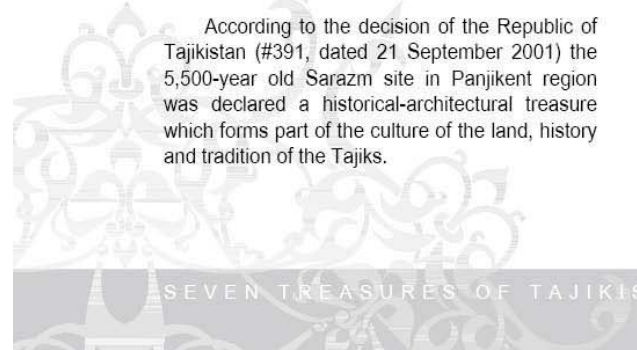 According to the decision of the Republic of
Tajikistan (#391, dated 21 September 2001) the
5,500-year old Sarazm site in Panjikent region
was declared a historical-architectural treasure
which forms part of the culture of the land, history
and tradition of the Tajiks.
SEVEN TREASURES OF TAJIKIS